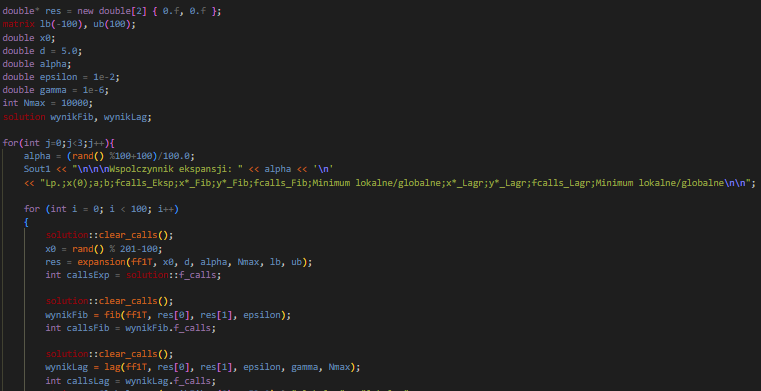 double* res = new double[2] { 0.f, 0.f };
matrix lb(-100), ub(100);
double x0;
double d = 5.0;
double alpha;
double epsilon = 1e-2;
double gamma = 1e-6;
int Nmax = 10000;
solution wynikFib, wynikLag;
for(int j=0;j<3;j++){
alpha = (rand() %100+100)/100.0;
Sout1 << "\n\n\nWspolczynnik ekspansji: " << alpha << '\n'
<< "Lp.;x(0);a;b;fcalls_Eksp;x*_Fib;y*_Fib;fcalls_Fib;Minimum lokalne/globalne;x*_Lagr;y*_Lagr;fcalls_Lagr;Minimum lokalne/globalne\n\n";
for (int i = 0; i < 100; i++)
{
solution::clear_calls();
x0 = rand() % 201-100;
res = expansion(ff1T, x0, d, alpha, Nmax, lb, ub);
int callsExp = solution::f_calls;
solution::clear_calls();
wynikFib = fib(ff1T, res[0], res[1], epsilon);
int callsFib = wynikFib.f_calls;
solution::clear_calls();
wynikLag = lag(ff1T, res[0], res[1], epsilon, gamma, Nmax);
int callsLag = wynikLag.f_calls;